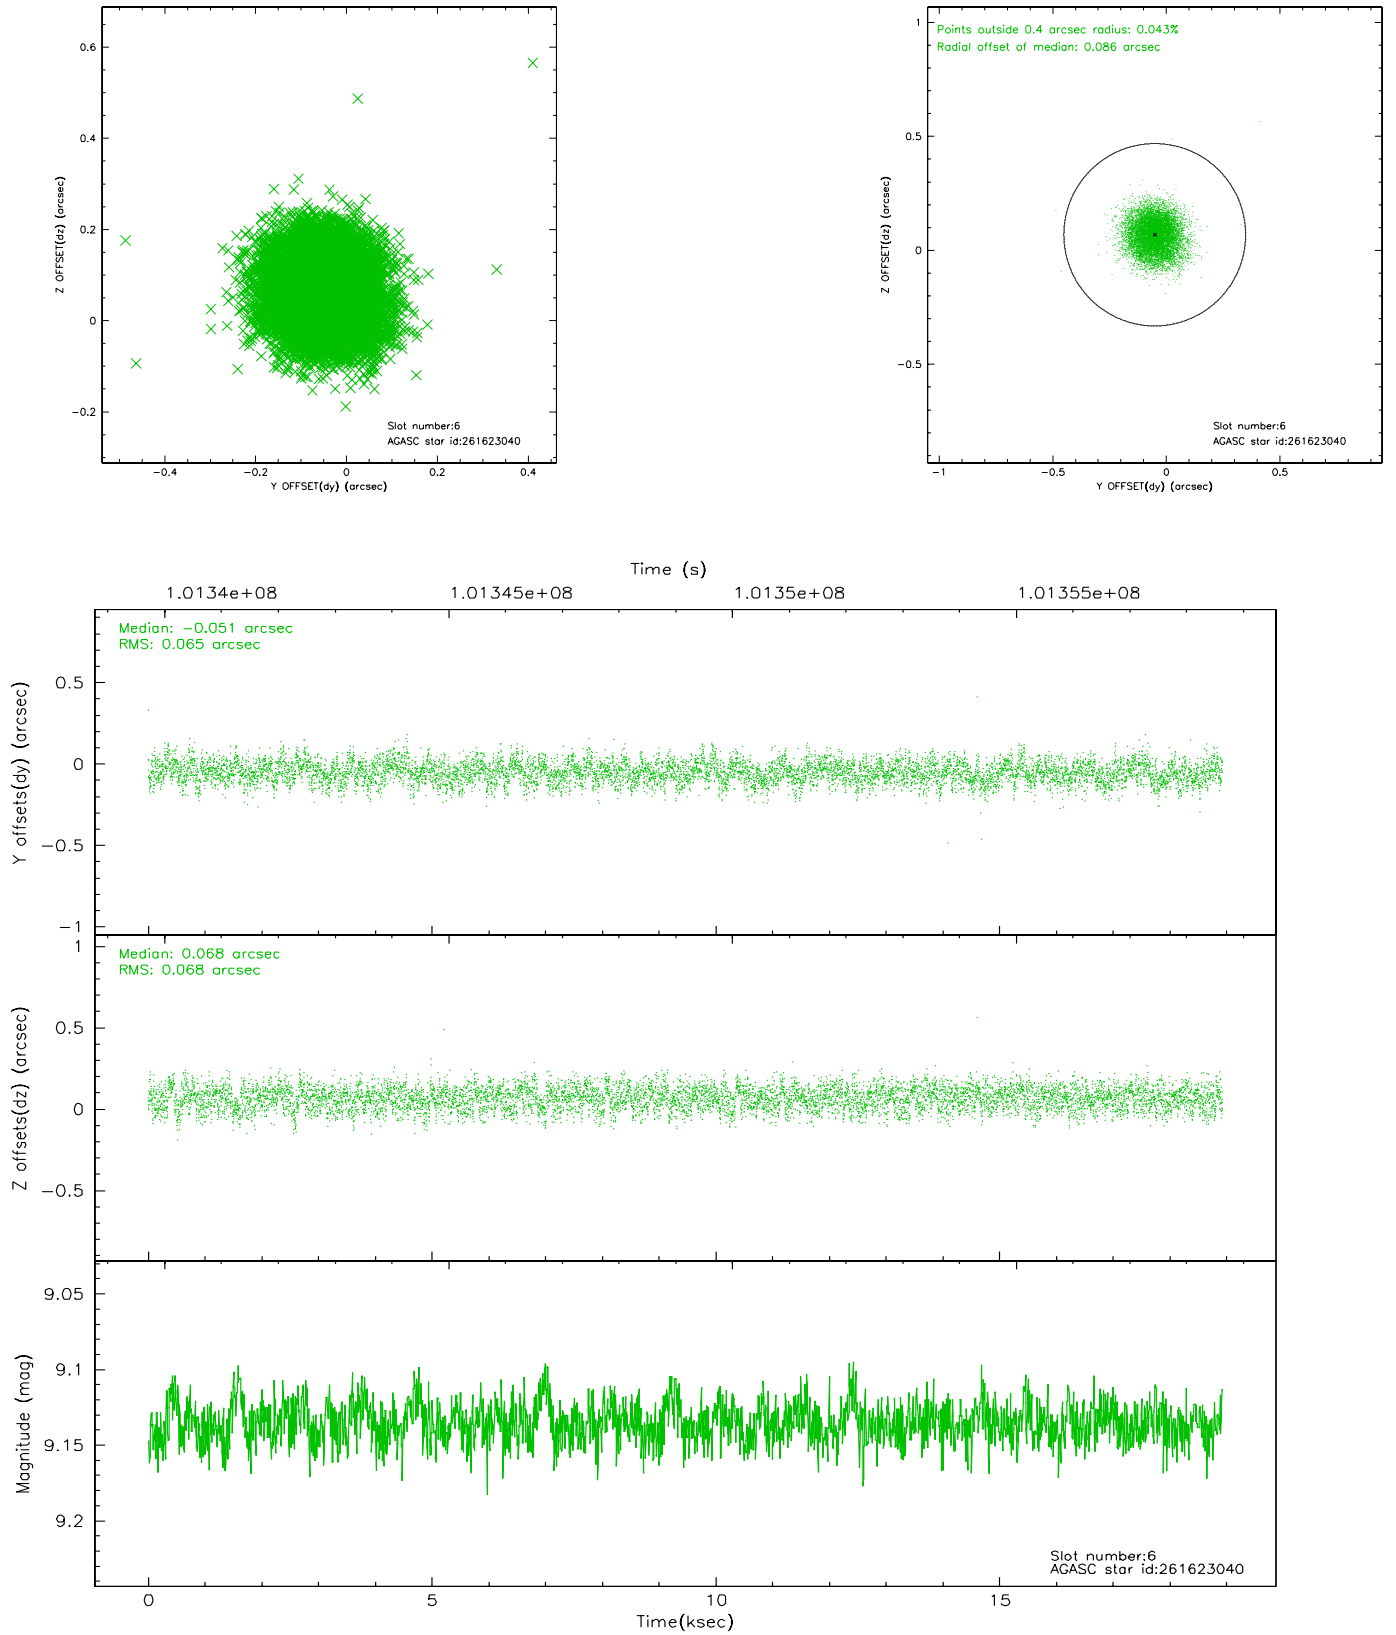 0.6
0.4
0.2
0
−0.2
Z OFFSET(dz) (arcsec)
Slot number:6
AGASC star id:261623040
−0.4 −0.2 0 0.2 0.4
Y OFFSET(dy) (arcsec)
Points outside 0.4 arcsec radius: 0.043%
Radial offset of median: 0.086 arcsec
1
0.5
0
−0.5
Z OFFSET(dz) (arcsec)
Slot number:6
AGASC star id:261623040
−1 −0.5 0 0.5
Y OFFSET(dy) (arcsec)
Time (s)
1.0134e+08 1.01345e+08 1.0135e+08 1.01355e+08
Median: −0.051 arcsec
RMS: 0.065 arcsec
0.5
0
−0.5
−1
Y offsets(dy) (arcsec)
Median: 0.068 arcsec
RMS: 0.068 arcsec
1
0.5
0
−0.5
Z offsets(dz) (arcsec)
9.05
9.1
9.15
9.2
Magnitude (mag)
Slot number:6
AGASC star id:261623040
0 5 10 15
Time(ksec)